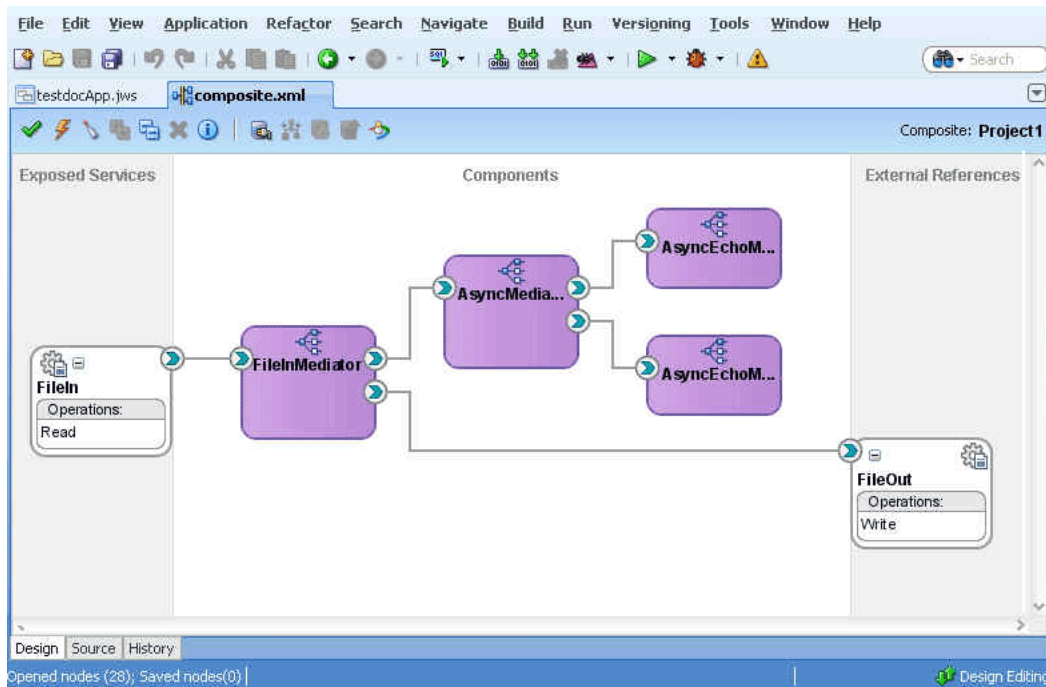 File Edit View Application Refactor Search Navigate Build Run Versioning Tools Window Help
Search
testdocApp.jws composite.xml
Composite: Project1
Exposed Services Components External References
AsyncEchoM...
AsyncMedia...
FileInMediator
AsyncEchoM...
FileIn
Operations:
Read
FileOut
Operations:
Write
Design Source History
Opened nodes (28); Saved nodes(0) Design Editing